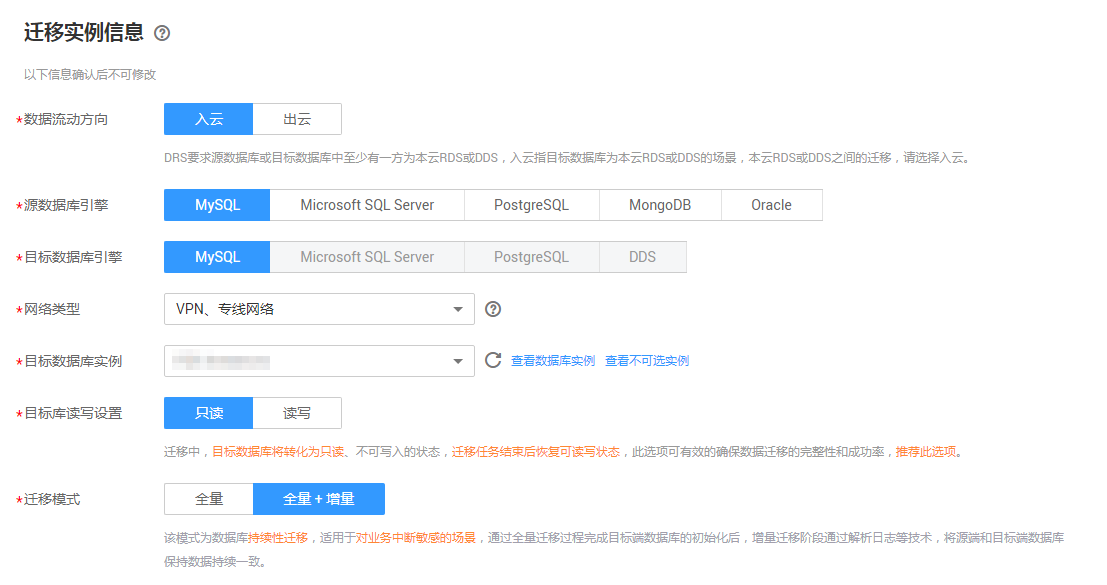 迁移实例信息 ?
以下信息确认后不可修改
*数据流动方向 入云 出云
DRS要求源数据库或目标数据库中至少有一方为本云RDS或DDS，入云指目标数据库为本云RDS或DDS的场景，本云RDS或DDS之间的迁移，请选择入云。
*源数据库引擎 MySQL Microsoft SQL Server PostgreSQL MongoDB Oracle
*目标数据库引擎 MySQL Microsoft SQL Server PostgreSQL DDS
*网络类型 VPN、专线网络 ?
*目标数据库实例 查看数据库实例 查看不可选实例
*目标库读写设置 只读 读写
迁移中，目标数据库将转化为只读、不可写入的状态，迁移任务结束后恢复可读写状态，此选项可有效的确保数据迁移的完整性和成功率，推荐此选项。
*迁移模式 全量 全量+增量
该模式为数据库持续性迁移，适用于对业务中断敏感的场景，通过全量迁移过程完成目标端数据库的初始化后，增量迁移阶段通过解析日志等技术，将源端和目标端数据库
保持数据持续一致。